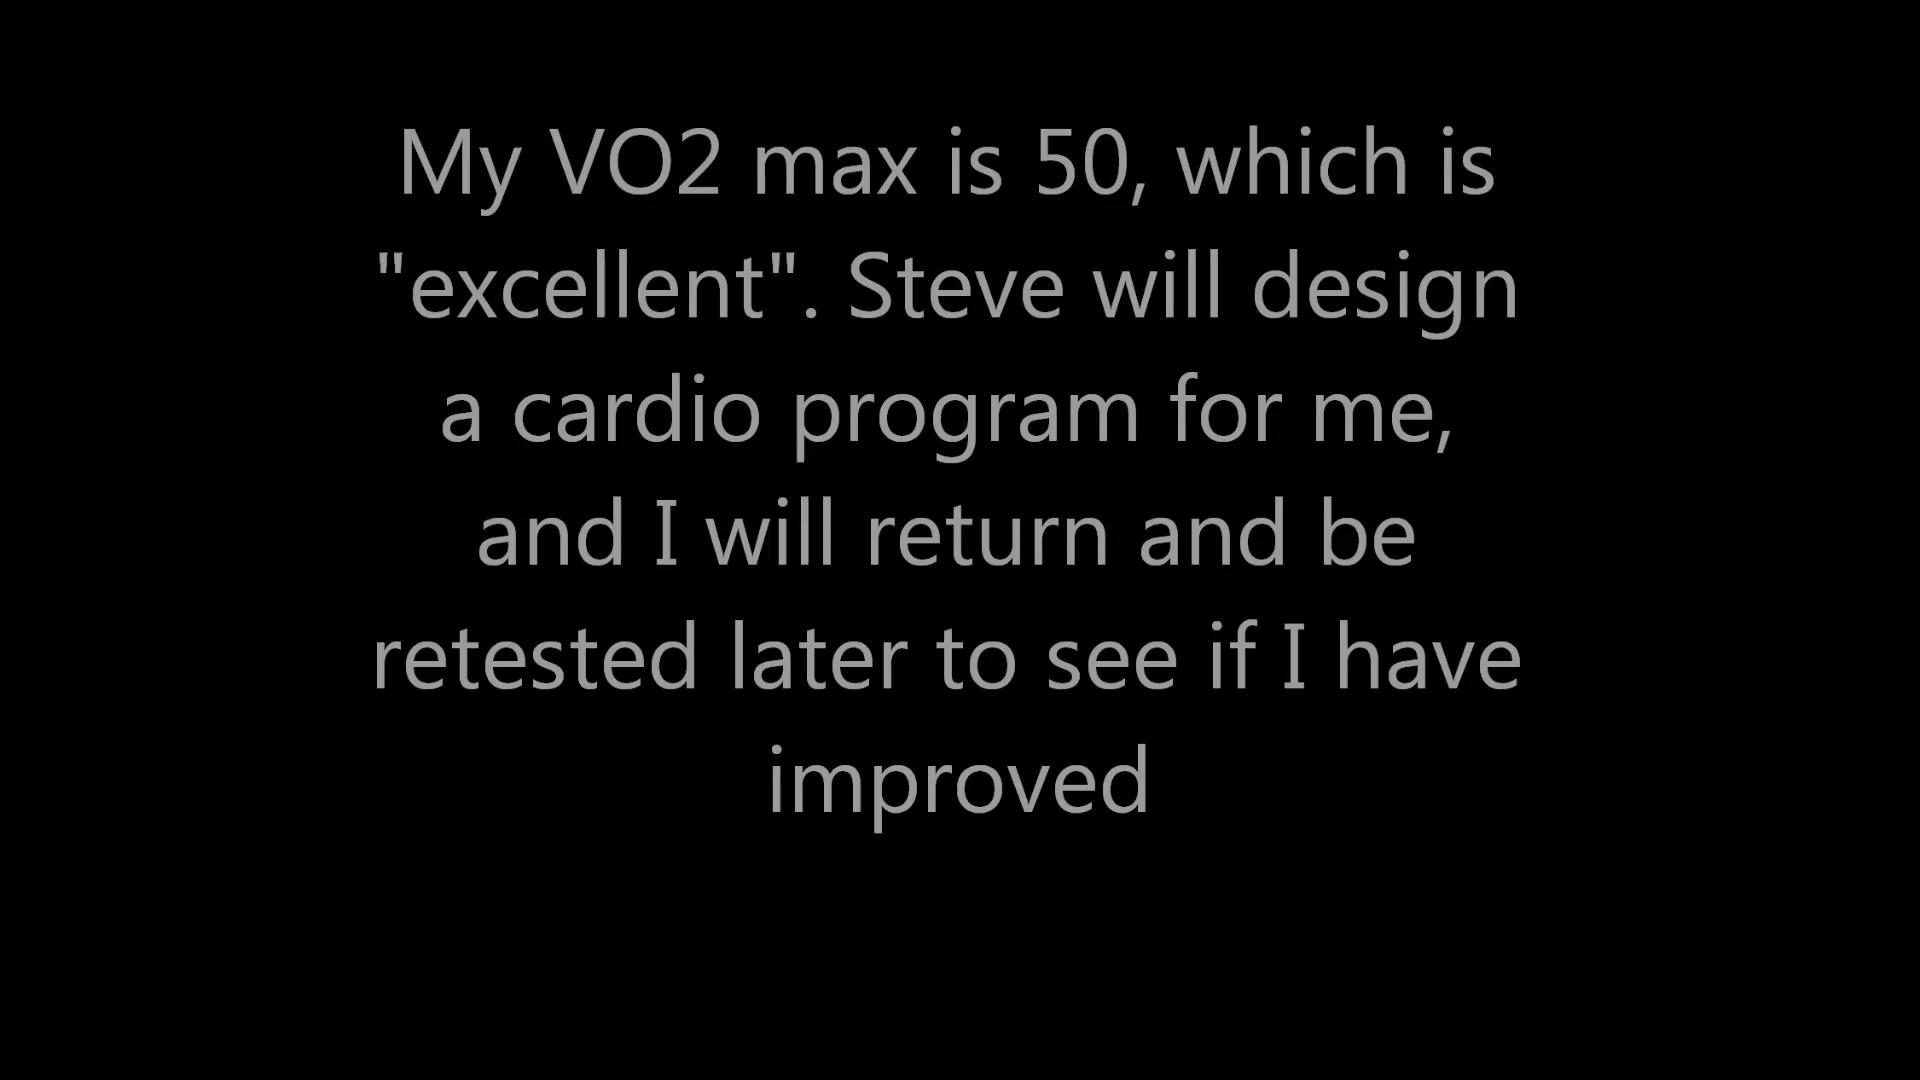 My VO2 max is 50, which is
"excellent". Steve will design
a cardio program for me,
and I will return and be
retested later to see if I have
improved